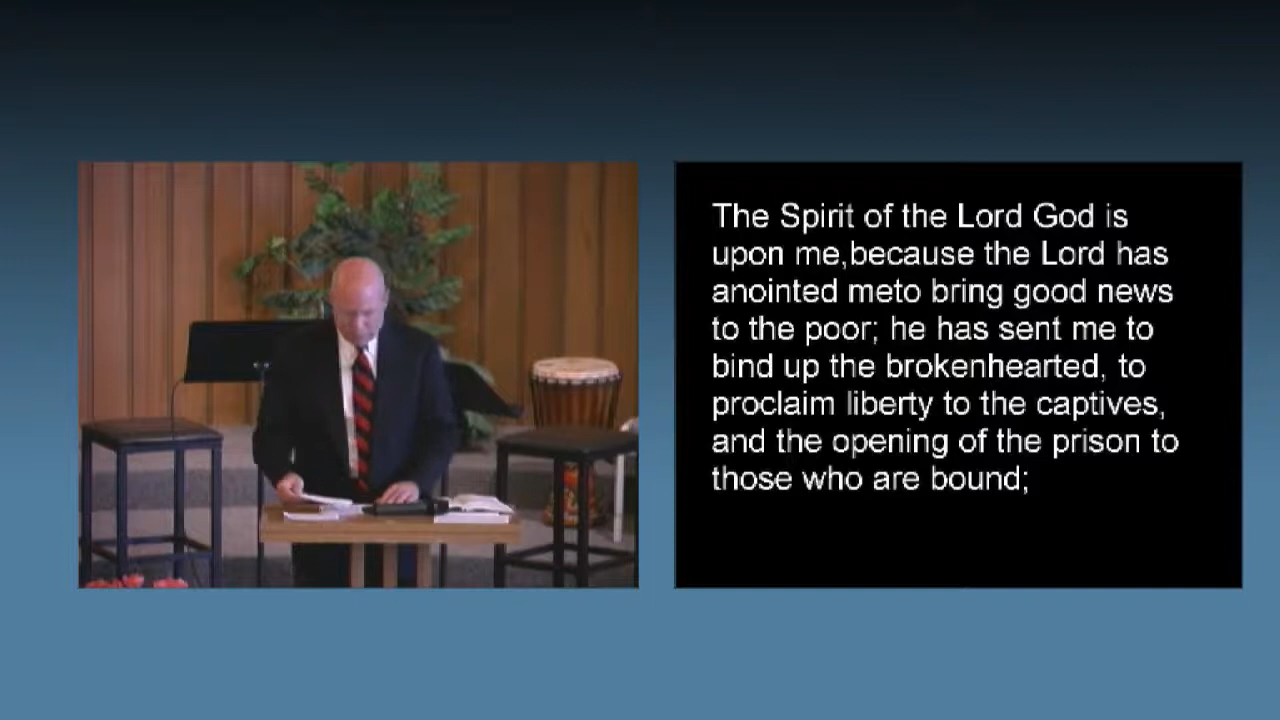 The Spirit of the Lord God is
upon me,because the Lord has
anointed meto bring good news
to the poor; he has sent me to
bind up the brokenhearted, to
proclaim liberty to the captives,
and the opening of the prison to
those who are bound;